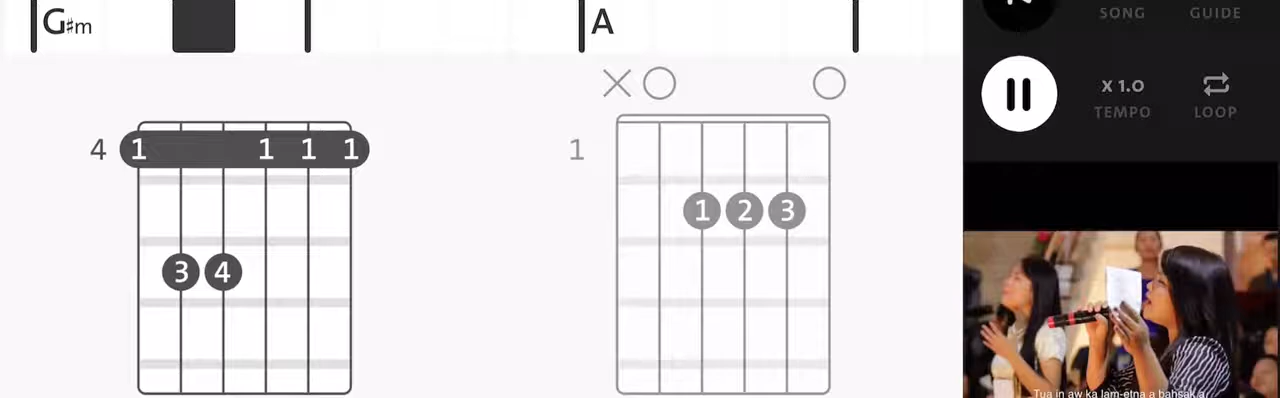 G♯m
A
SONG GUIDE
X 1.0
TEMPO LOOP
4 1 1 1 1
1
1 2 3
3 4
Tua in aw ka lam-etna a bahsak a